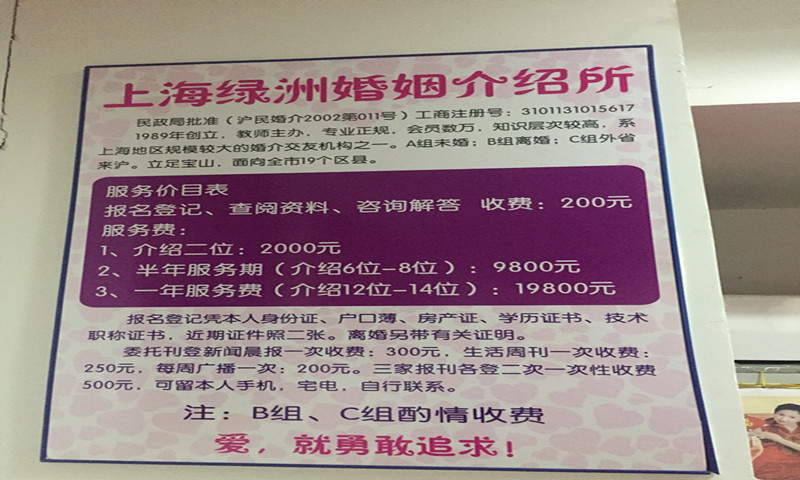 上海绿洲婚姻介绍所
民政局批准（沪民婚介2002第011号）工商注册号：3101131015617
1989年创立，教师主办，专业正规，会员数万，知识层次较高，系
上海地区规模较大的婚介交友机构之一。A组未婚；B组离婚；C组外省
来沪。立足宝山，面向全市19个区县。
服务价目表
报名登记、查阅资料、咨询解答 收费：200元
服务费：
1、介绍二位：2000元
2、半年服务期（介绍6位-8位）：9800元
3、一年服务费（介绍12位-14位）：19800元
报名登记凭本人身份证、户口薄、房产证、学历证书、技术
职称证书，近期证件照二张。离婚另带有关证明。
委托刊登新闻晨报一次收费：300元，生活周刊一次收费：
250元，每周广播一次：200元。三家报刊各登二次一次性收费
500元，可留本人手机，宅电，自行联系。
注：B组、C组酌情收费
爱，就勇敢追求！